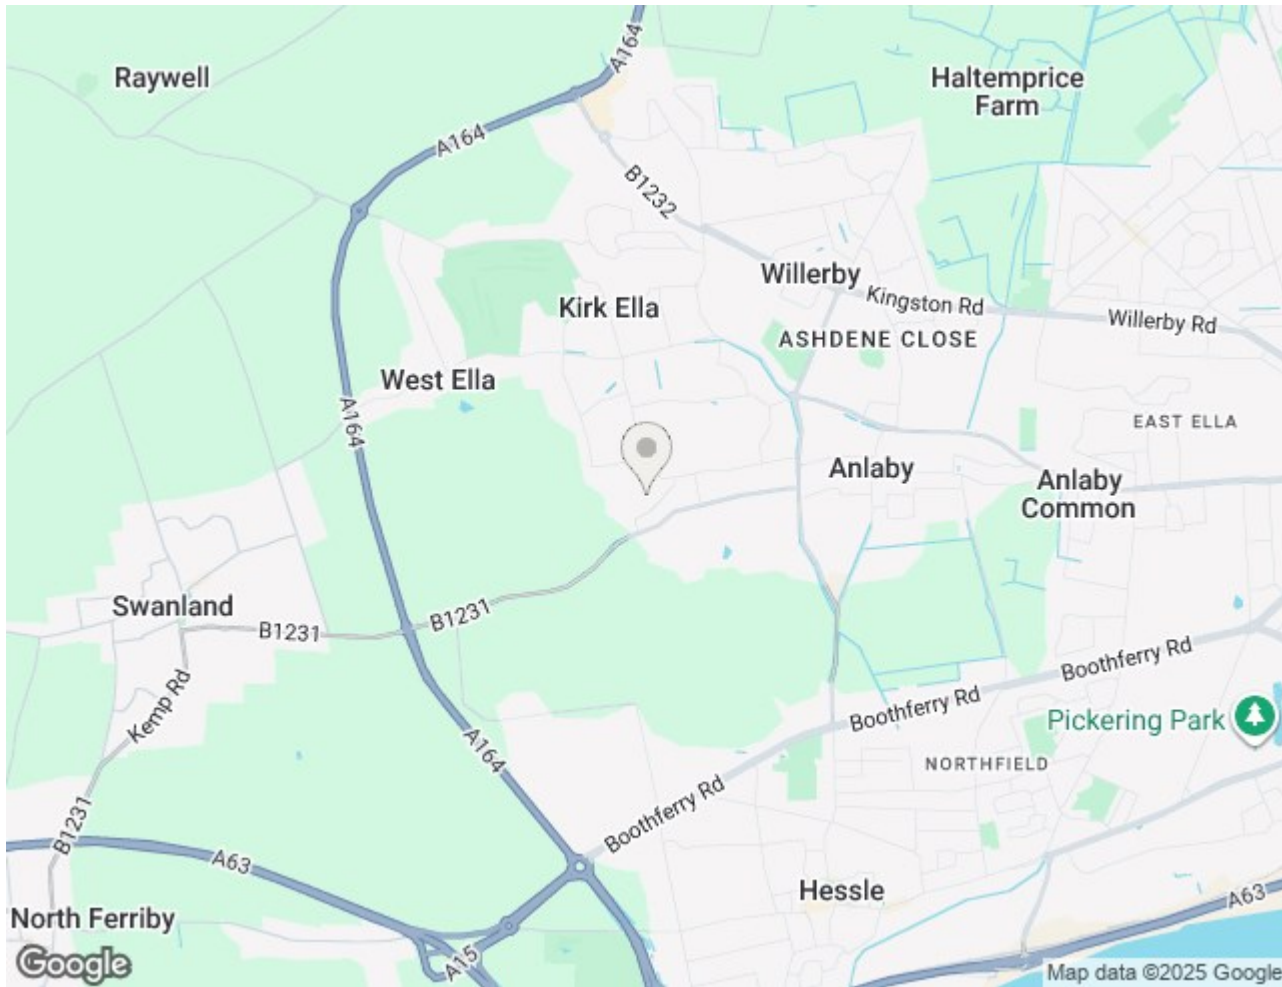 A164
Raywell
Haltemprice
Farm
A164
B1232
Willerby
Kingston Rd
Kirk Ella
Willerby Rd
ASHDENE CLOSE
West Ella
A164
EAST ELLA
Anlaby
Anlaby
Common
Swanland
B1231
B1231
Boothferry Rd
Kemp Rd
Boothferry Rd
Pickering Park
A164
NORTHFIELD
Boothferry Rd
B1231
A63
Hessle
A63
North Ferriby
A15
Google
Map data ©2025 Google